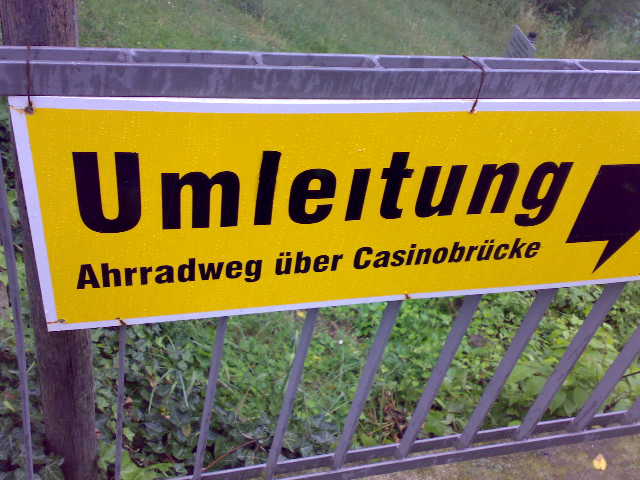 Umleitung
Ahrradweg über Casinobrücke